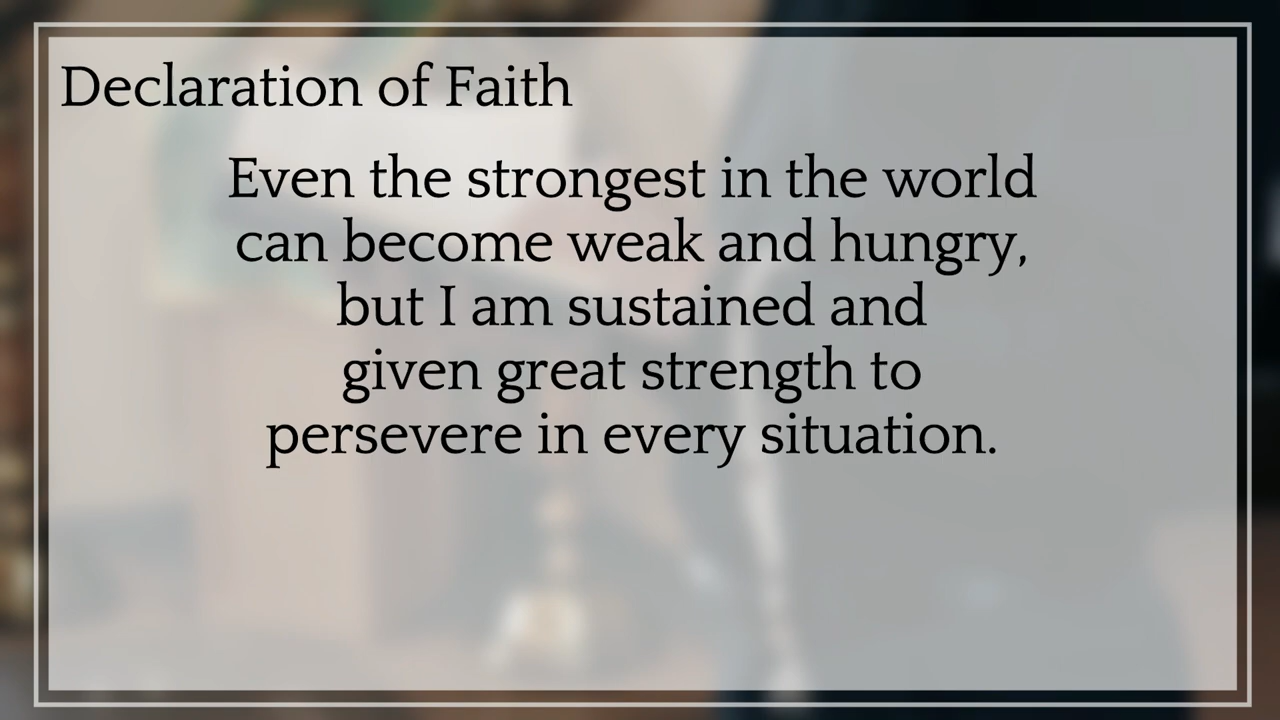 Declaration of Faith
Even the strongest in the world
can become weak and hungry,
but I am sustained and
given great strength to
persevere in every situation.